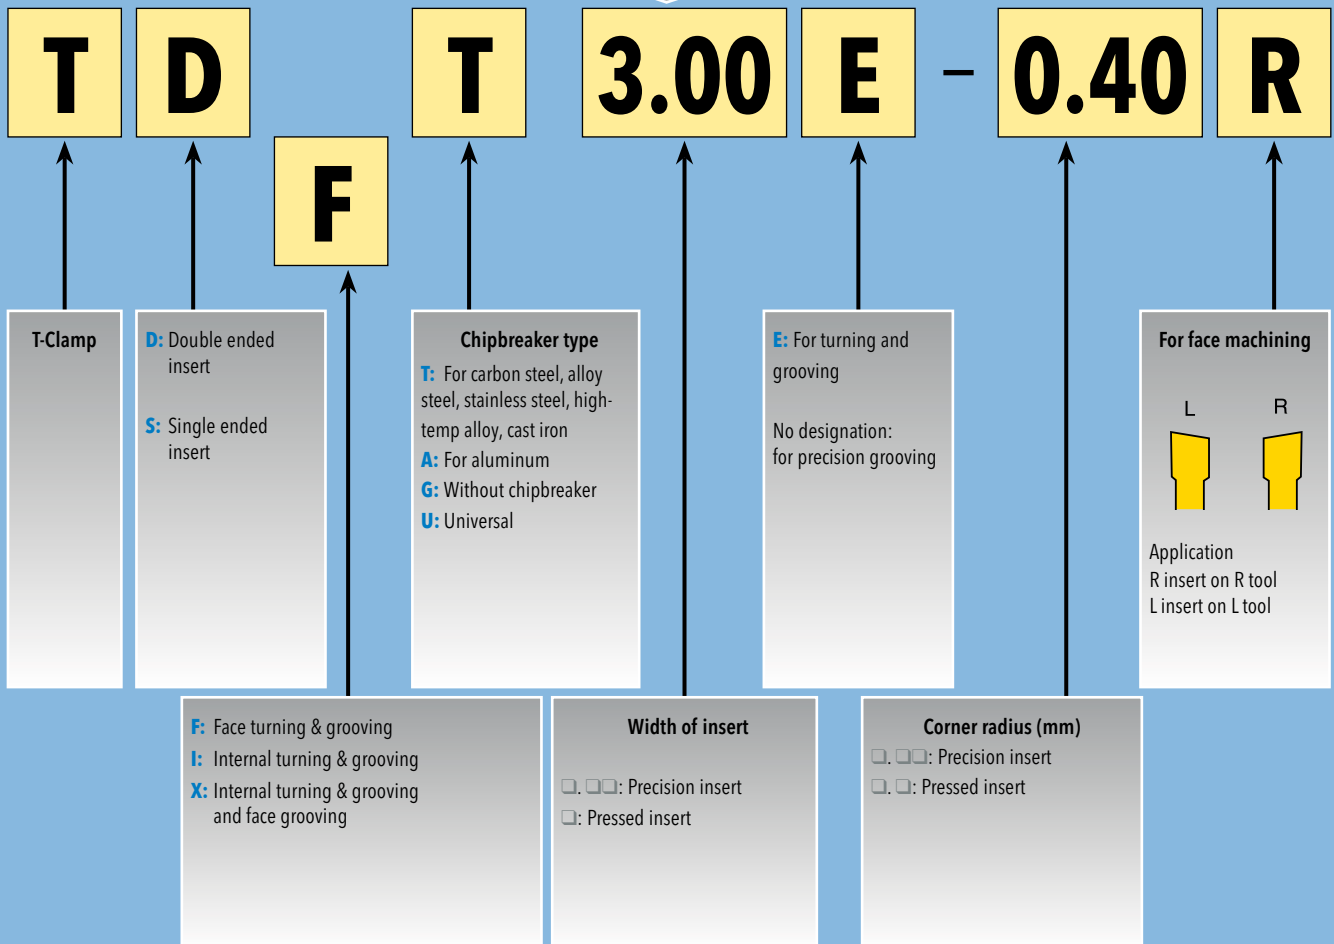 T D T 3.00 E – 0.40 R
F
T-Clamp
D: Double ended
insert
S: Single ended
insert
Chipbreaker type
T: For carbon steel, alloy
steel, stainless steel, high-
temp alloy, cast iron
A: For aluminum
G: Without chipbreaker
U: Universal
E: For turning and
grooving
No designation:
for precision grooving
For face machining
L R
Application
R insert on R tool
L insert on L tool
F: Face turning & grooving
I: Internal turning & grooving
X: Internal turning & grooving
and face grooving
Width of insert
❑. ❑❑: Precision insert
❑: Pressed insert
Corner radius (mm)
❑. ❑❑: Precision insert
❑. ❑: Pressed insert